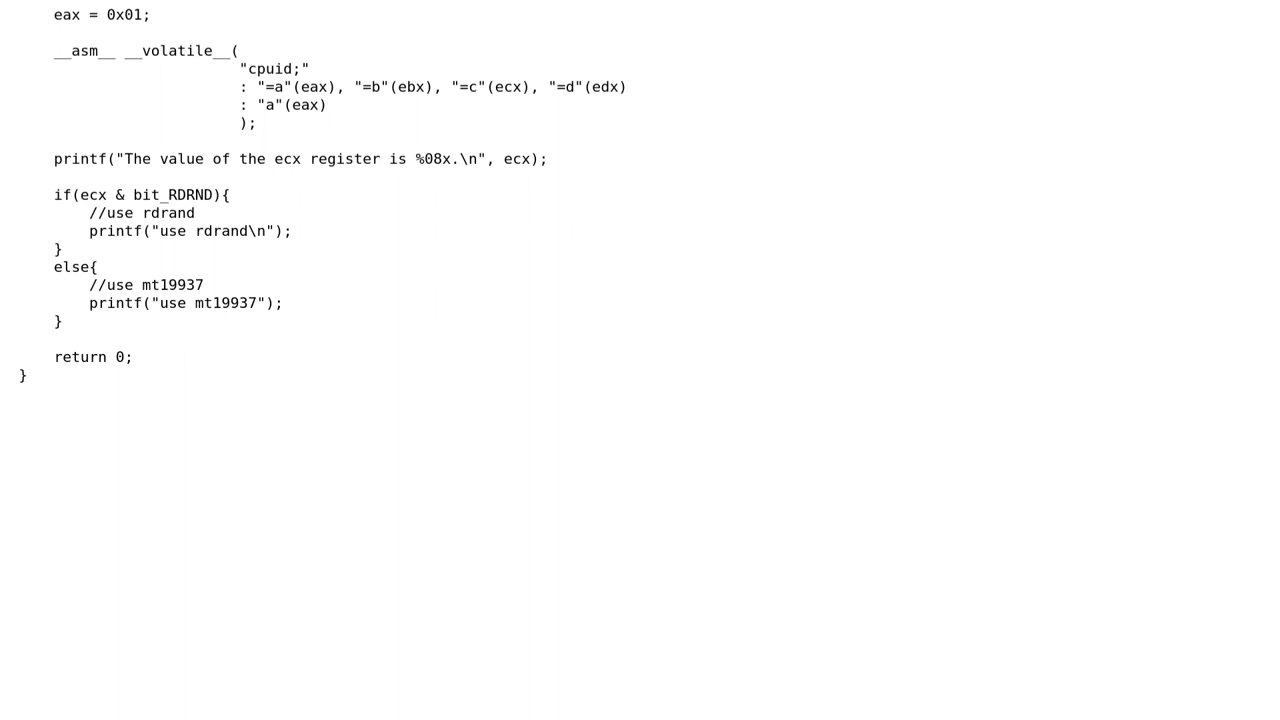 eax = 0x01;
__asm__ __volatile__(
"cpuid;"
: "=a"(eax), "=b"(ebx), "=c"(ecx), "=d"(edx)
: "a"(eax)
);
printf("The value of the ecx register is %08x.\n", ecx);
if(ecx & bit_RDRND){
//use rdrand
printf("use rdrand\n");
}
else{
//use mt19937
printf("use mt19937");
}
return 0;
}